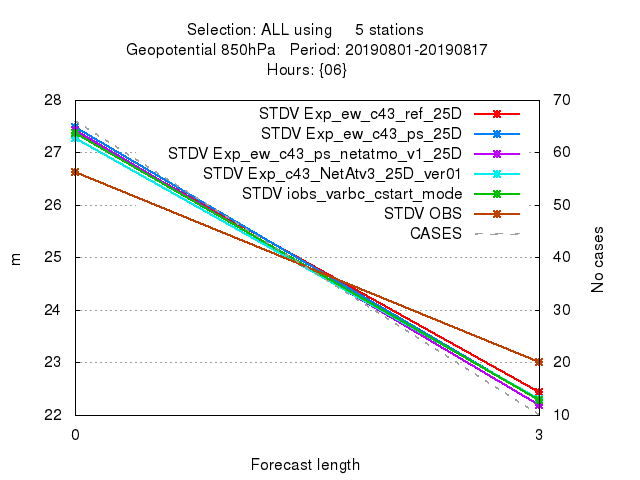 Selection: ALL using     5 stations
Geopotential 850hPa   Period: 20190801-20190817
Hours: {06}
28
70
STDV Exp_ew_c43_ref_25D
STDV Exp_ew_c43_ps_25D
27
60
STDV Exp_ew_c43_ps_netatmo_v1_25D
STDV Exp_c43_NetAtv3_25D_ver01
STDV iobs_varbc_cstart_mode
26
50
STDV OBS
CASES
25
40
m
No cases
24
30
23
20
22
10
0
3
Forecast length